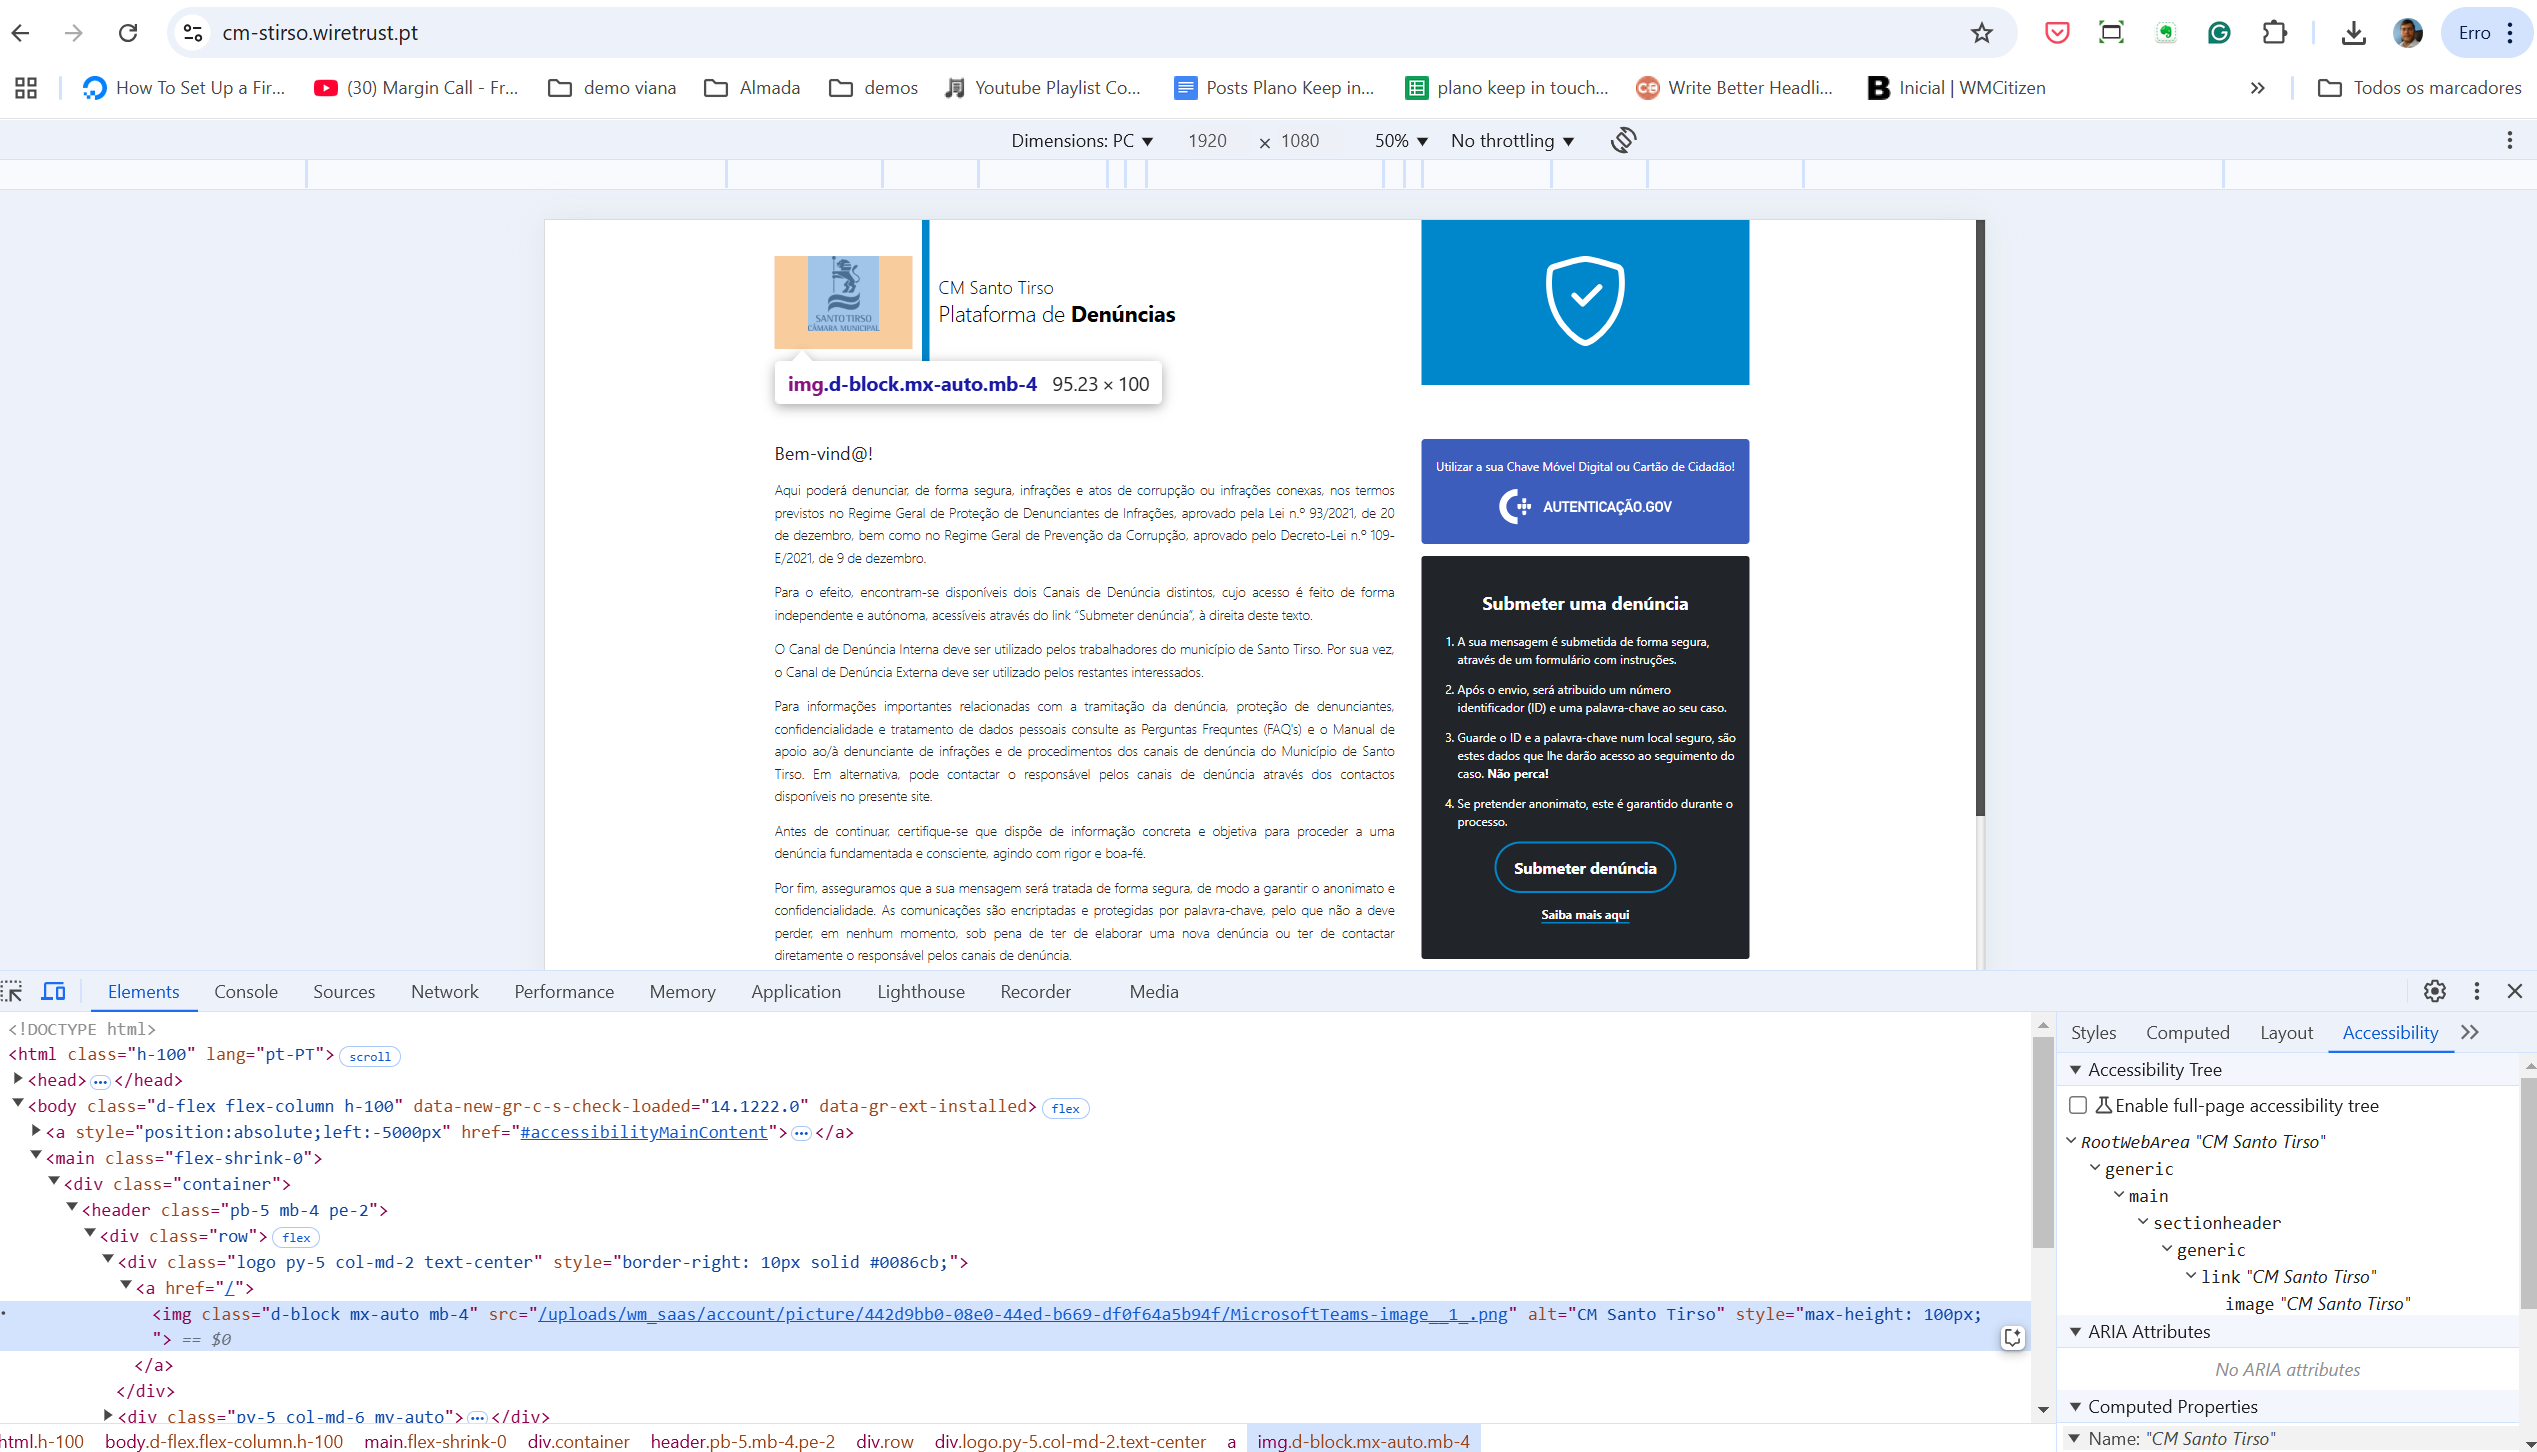 cm-stirso.wiretrust.pt
Erro
How To Set Up a Fir...
(30) Margin Call - Fr...
demo viana
Almada
demos
Youtube Playlist Co...
Posts Plano Keep in...
plano keep in touch...
Write Better Headli...
Inicial | WMCitizen
Todos os marcadores
Dimensions: PC 1920 × 1080 50% No throttling
SANTO TIRSO
CÂMARA MUNICIPAL
CM Santo Tirso
Plataforma de Denúncias
img.d-block.mx-auto.mb-4 95.23 × 100
Bem-vind@!
Aqui poderá denunciar, de forma segura, infrações e atos de corrupção ou infrações conexas, nos termos
previstos no Regime Geral de Proteção de Denunciantes de Infrações, aprovado pela Lei n.º 93/2021, de 20
de dezembro, bem como no Regime Geral de Prevenção da Corrupção, aprovado pelo Decreto-Lei n.º 109-
E/2021, de 9 de dezembro.
Para o efeito, encontram-se disponíveis dois Canais de Denúncia distintos, cujo acesso é feito de forma
independente e autónoma, acessíveis através do link “Submeter denúncia”, à direita deste texto.
O Canal de Denúncia Interna deve ser utilizado pelos trabalhadores do município de Santo Tirso. Por sua vez,
o Canal de Denúncia Externa deve ser utilizado pelos restantes interessados.
Para informações importantes relacionadas com a tramitação da denúncia, proteção de denunciantes,
confidencialidade e tratamento de dados pessoais consulte as Perguntas Frequntes (FAQ's) e o Manual de
apoio ao/à denunciante de infrações e de procedimentos dos canais de denúncia do Município de Santo
Tirso. Em alternativa, pode contactar o responsável pelos canais de denúncia através dos contactos
disponíveis no presente site.
Antes de continuar, certifique-se que dispõe de informação concreta e objetiva para proceder a uma
denúncia fundamentada e consciente, agindo com rigor e boa-fé.
Por fim, asseguramos que a sua mensagem será tratada de forma segura, de modo a garantir o anonimato e
confidencialidade. As comunicações são encriptadas e protegidas por palavra-chave, pelo que não a deve
perder, em nenhum momento, sob pena de ter de elaborar uma nova denúncia ou ter de contactar
diretamente o responsável pelos canais de denúncia.
Utilizar a sua Chave Móvel Digital ou Cartão de Cidadão!
AUTENTICAÇÃO.GOV
Submeter uma denúncia
1. A sua mensagem é submetida de forma segura,
através de um formulário com instruções.
2. Após o envio, será atribuido um número
identificador (ID) e uma palavra-chave ao seu caso.
3. Guarde o ID e a palavra-chave num local seguro, são
estes dados que lhe darão acesso ao seguimento do
caso. Não perca!
4. Se pretender anonimato, este é garantido durante o
processo.
Submeter denúncia
Saiba mais aqui
Elements Console Sources Network Performance Memory Application Lighthouse Recorder Media
<!DOCTYPE html>
<html class="h-100" lang="pt-PT"> scroll
<head> ••• </head>
<body class="d-flex flex-column h-100" data-new-gr-c-s-check-loaded="14.1222.0" data-gr-ext-installed> flex
<a style="position:absolute;left:-5000px" href="#accessibilityMainContent"> ••• </a>
<main class="flex-shrink-0">
<div class="container">
<header class="pb-5 mb-4 pe-2">
<div class="row"> flex
<div class="logo py-5 col-md-2 text-center" style="border-right: 10px solid #0086cb;">
<a href="/">
<img class="d-block mx-auto mb-4" src="/uploads/wm_saas/account/picture/442d9bb0-08e0-44ed-b669-df0f64a5b94f/MicrosoftTeams-image__1_.png" alt="CM Santo Tirso" style="max-height: 100px;
"> == $0
</a>
</div>
<div class="py-5 col-md-6 my-auto"> ••• </div>
html.h-100 body.d-flex.flex-column.h-100 main.flex-shrink-0 div.container header.pb-5.mb-4.pe-2 div.row div.logo.py-5.col-md-2.text-center a img.d-block.mx-auto.mb-4
Styles Computed Layout Accessibility
Accessibility Tree
Enable full-page accessibility tree
RootWebArea "CM Santo Tirso"
generic
main
sectionheader
generic
link "CM Santo Tirso"
image "CM Santo Tirso"
ARIA Attributes
No ARIA attributes
Computed Properties
Name: "CM Santo Tirso"